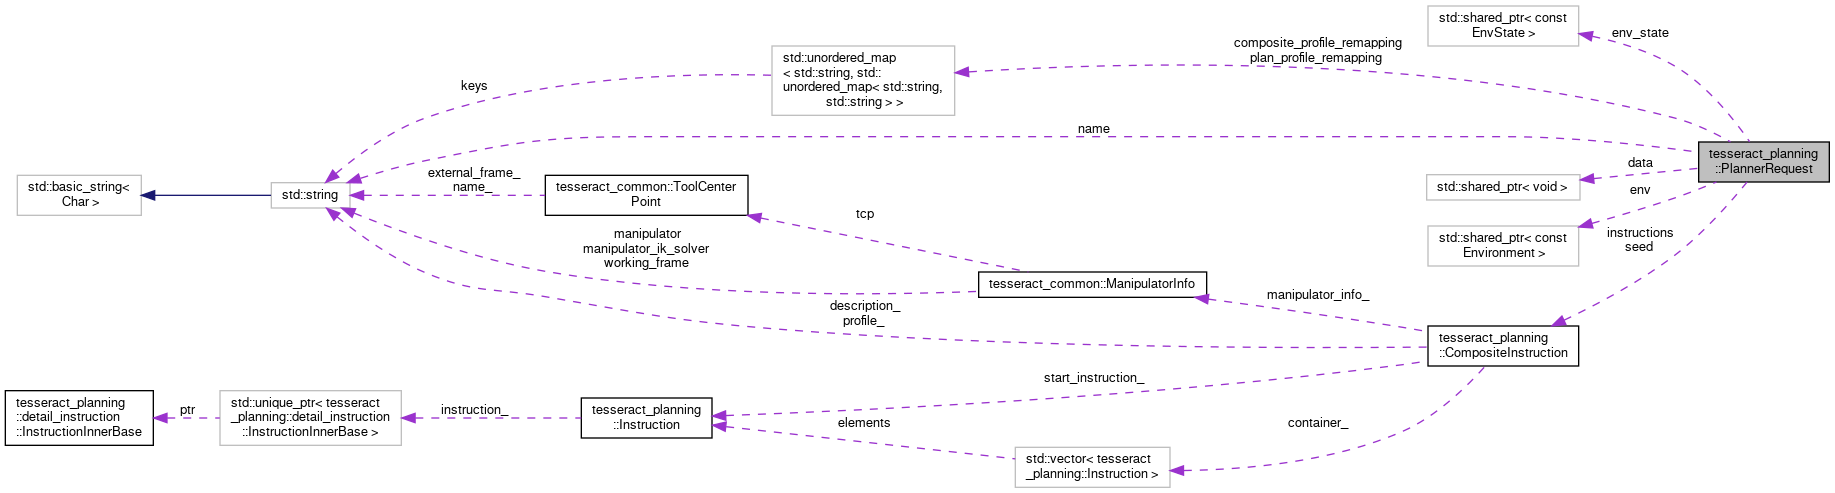 std::shared_ptr< const
EnvState >
env_state
composite_profile_remapping
plan_profile_remapping
std::unordered_map
< std::string, std::
unordered_map< std::string,
std::string > >
keys
name
tesseract_planning
::PlannerRequest
data
std::shared_ptr< void >
env
std::basic_string<
Char >
std::string
external_frame_
name_
tesseract_common::ToolCenter
Point
tcp
manipulator
manipulator_ik_solver
working_frame
std::shared_ptr< const
Environment >
instructions
seed
tesseract_common::ManipulatorInfo
manipulator_info_
description_
profile_
tesseract_planning
::CompositeInstruction
start_instruction_
tesseract_planning
::detail_instruction
::InstructionInnerBase
ptr
std::unique_ptr< tesseract
_planning::detail_instruction
::InstructionInnerBase >
instruction_
tesseract_planning
::Instruction
elements
container_
std::vector< tesseract
_planning::Instruction >